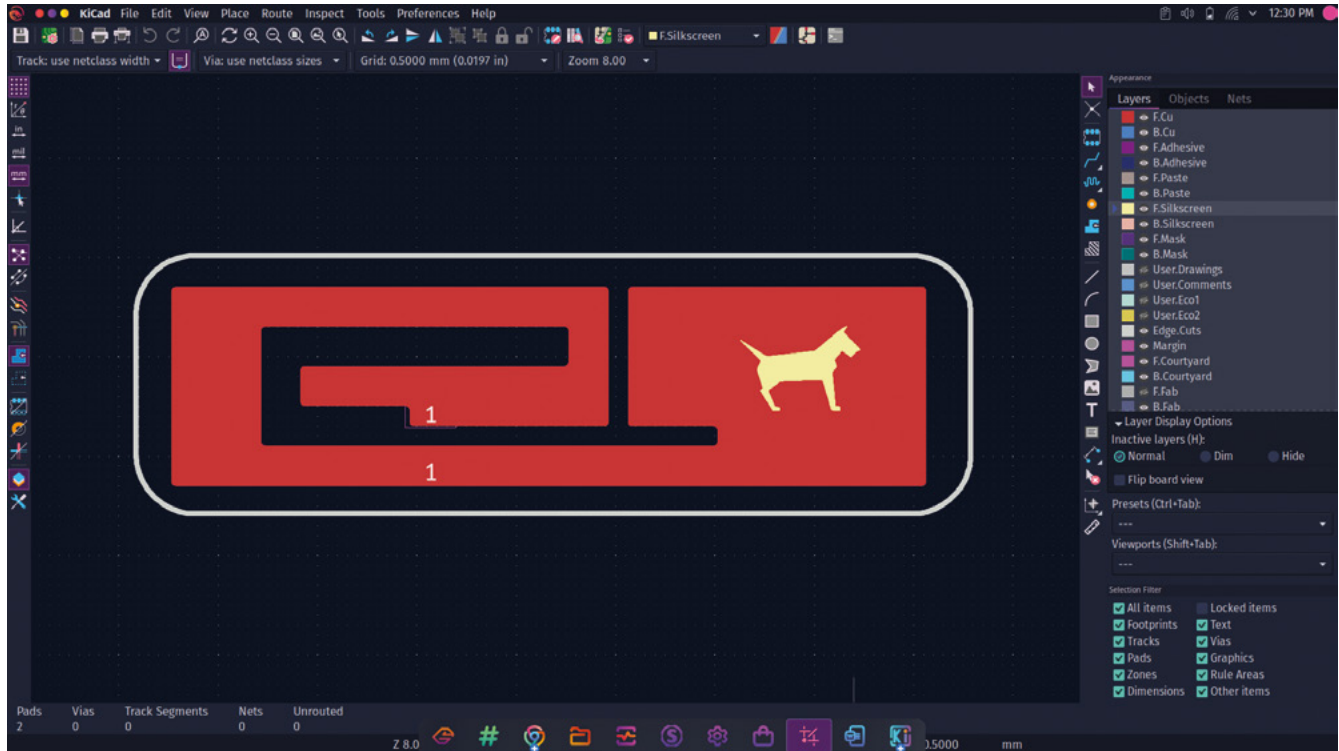 KiCad File Edit View Place Route Inspect Tools Preferences Help 12:30 PM
F.Silkscreen
Track: use netclass width Via: use netclass sizes Grid: 0.5000 mm (0.0197 in) Zoom 8.00
Appearance
Layers Objects Nets
in
mil
mm
F.Cu
B.Cu
F.Adhesive
B.Adhesive
F.Paste
B.Paste
F.Silkscreen
B.Silkscreen
F.Mask
B.Mask
User.Drawings
User.Comments
User.Eco1
User.Eco2
Edge.Cuts
Margin
F.Courtyard
B.Courtyard
F.Fab
B.Fab
1
1
Layer Display Options
Inactive layers (H):
Normal Dim Hide
Flip board view
Presets (Ctrl+Tab):
---
Viewports (Shift+Tab):
---
Selection Filter
All items Locked items
Footprints Text
Tracks Vias
Pads Graphics
Zones Rule Areas
Dimensions Other items
Pads Vias Track Segments Nets Unrouted
2 0 0 0 0
Z 8.0 0.5000 mm